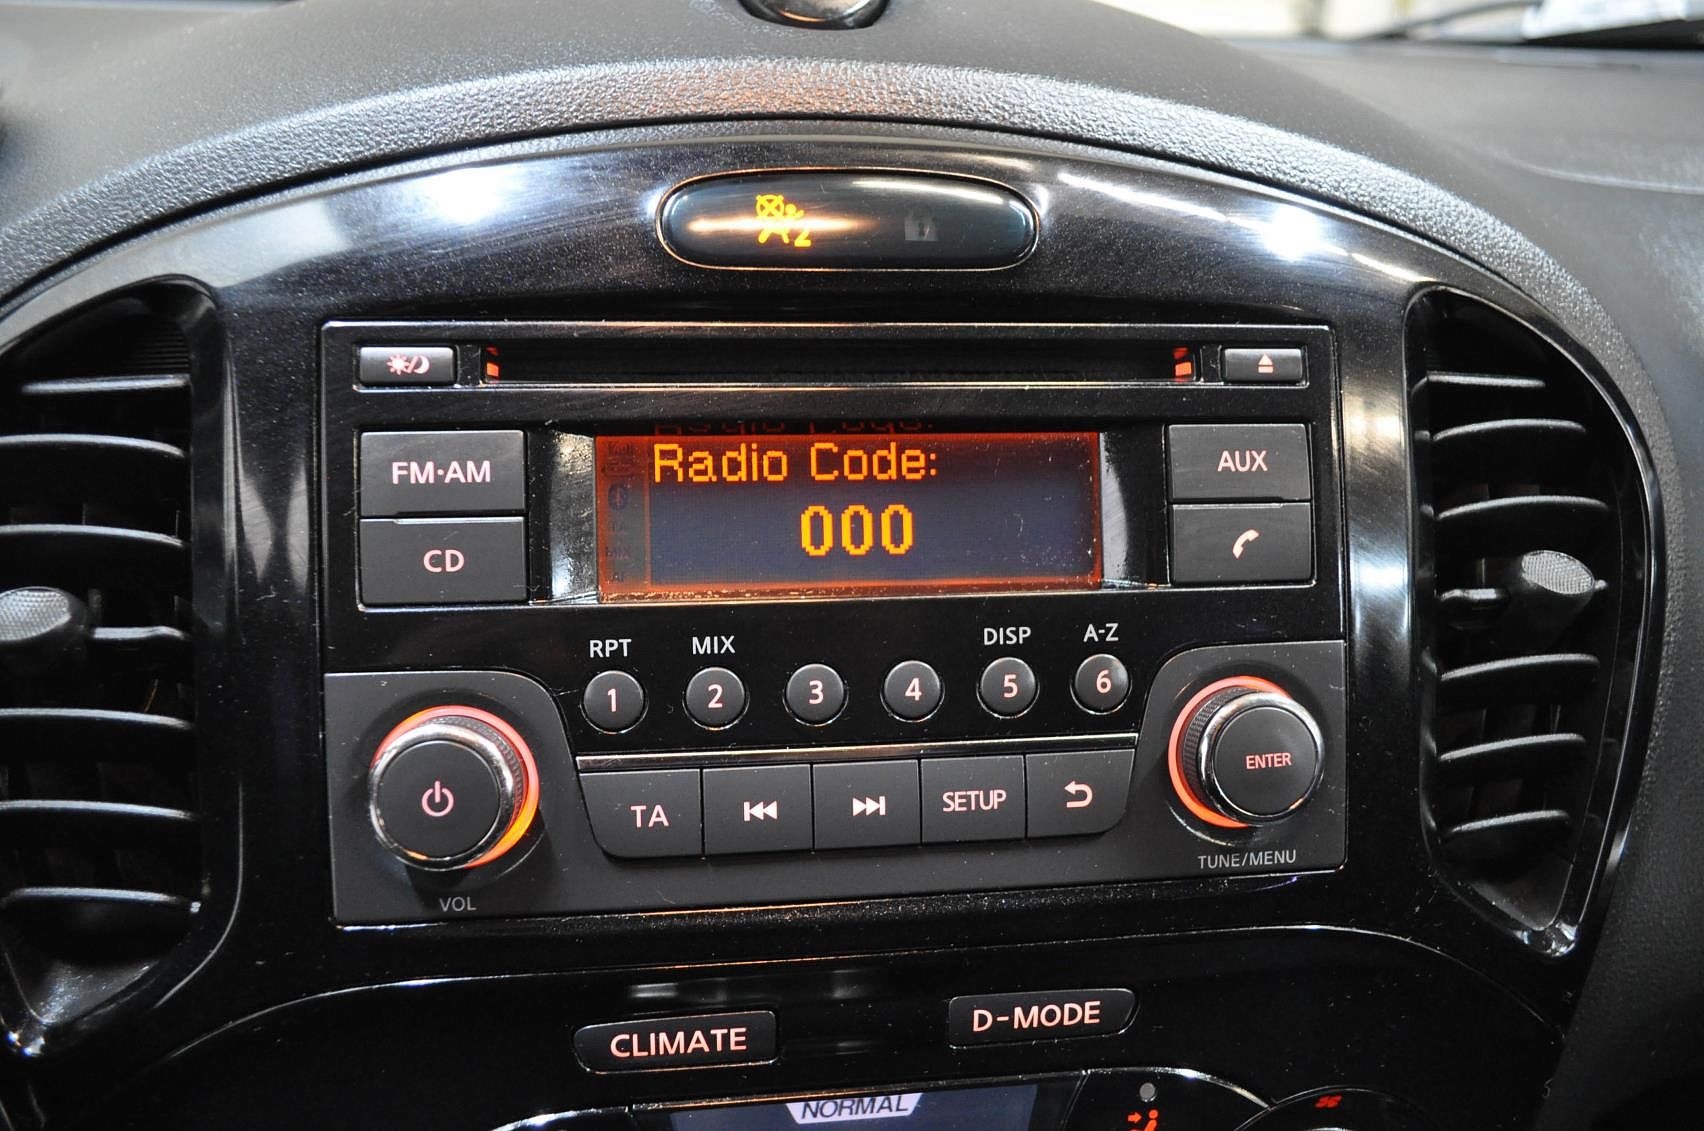 Radio Code:
000
FM·AM
AUX
CD
RPT
MIX
DISP
A-Z
1
2
3
4
5
6
TA
SETUP
ENTER
VOL
TUNE/MENU
CLIMATE
D-MODE
NORMAL